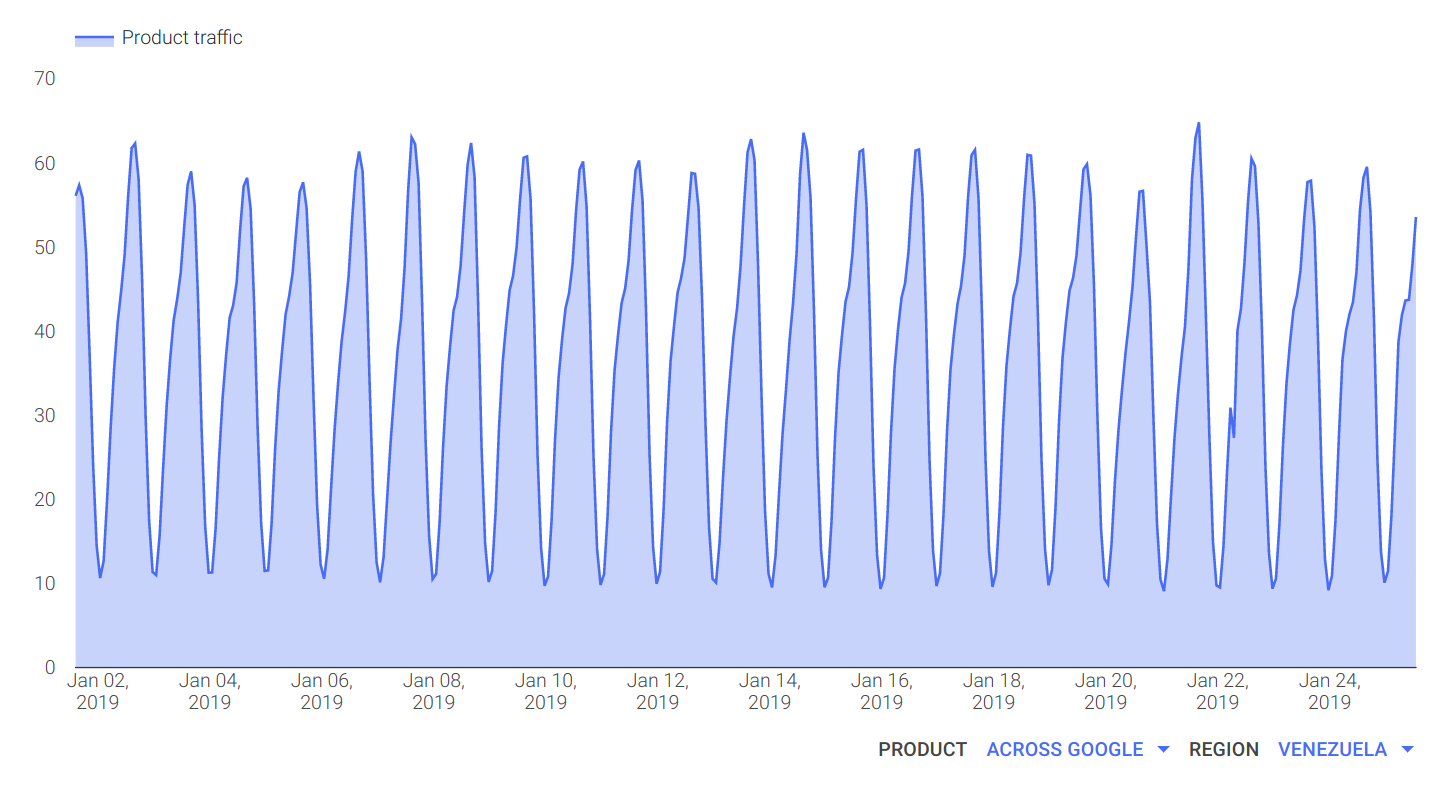 Product traffic
70
60
50
40
30
20
10
0
Jan 02, 2019
Jan 04, 2019
Jan 06, 2019
Jan 08, 2019
Jan 10, 2019
Jan 12, 2019
Jan 14, 2019
Jan 16, 2019
Jan 18, 2019
Jan 20, 2019
Jan 22, 2019
Jan 24, 2019
PRODUCT ACROSS GOOGLE REGION VENEZUELA